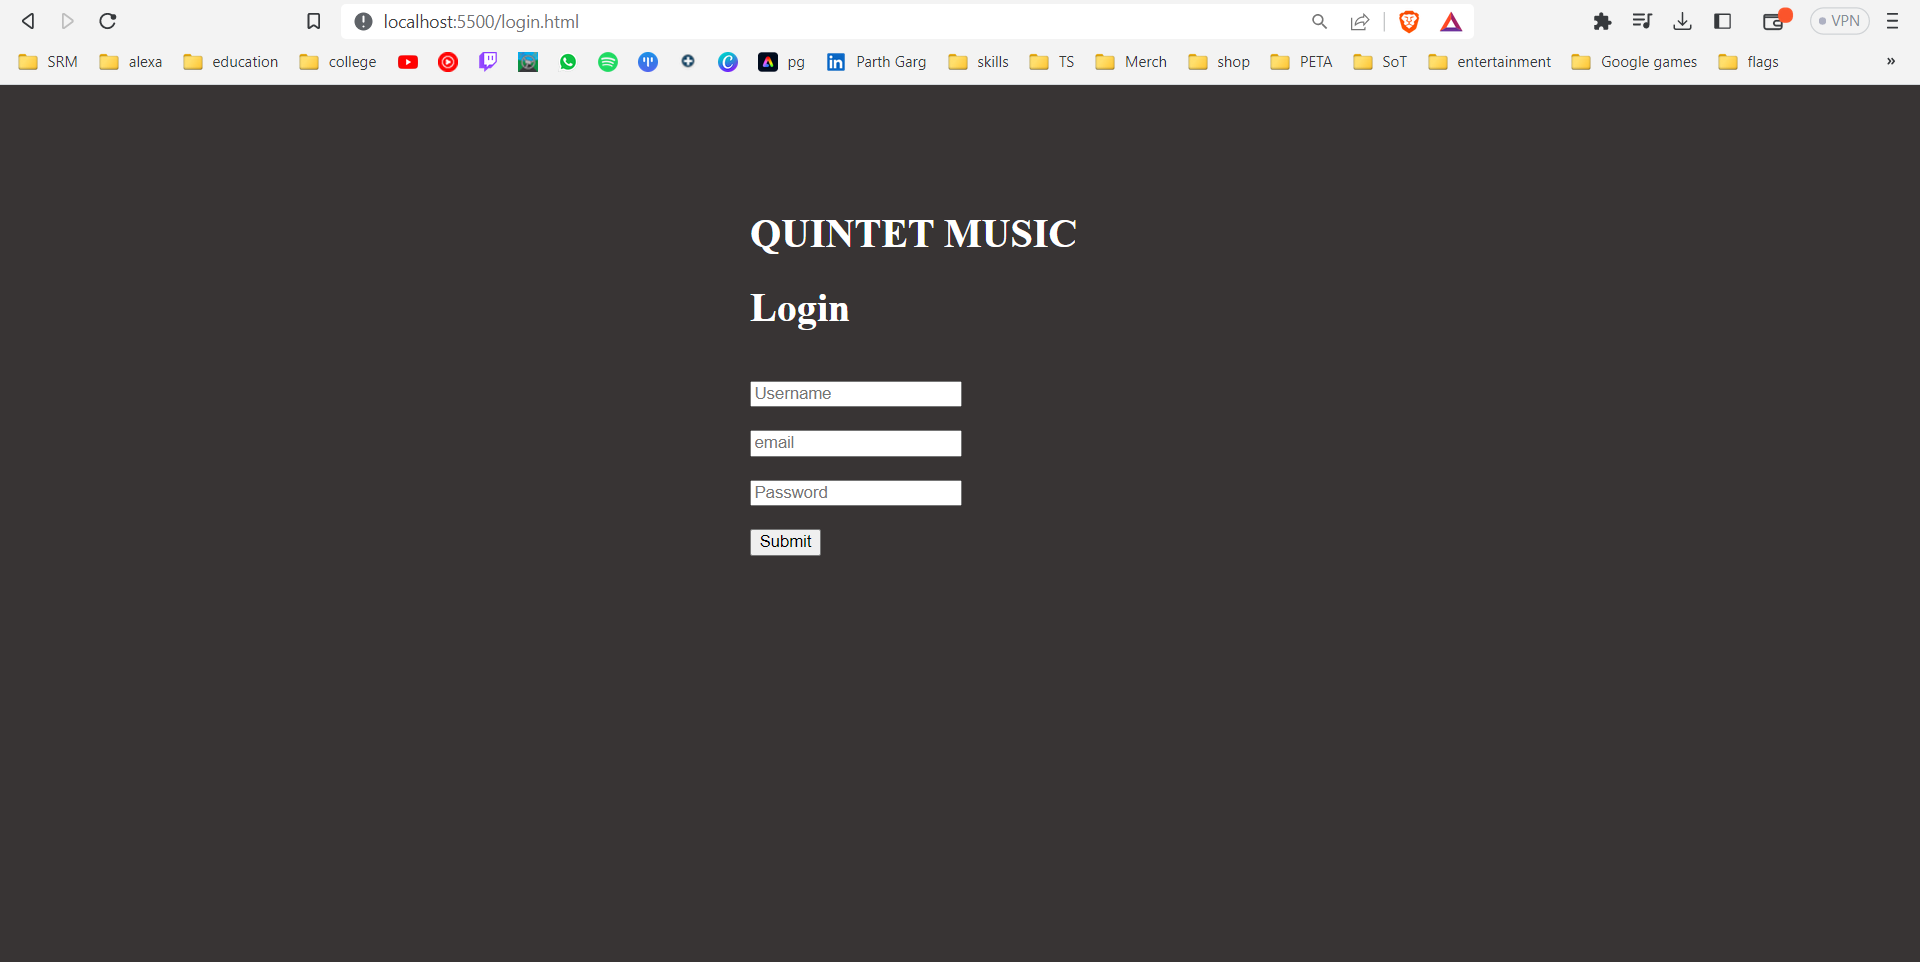 localhost:5500/login.html
VPN
SRM alexa education college pg Parth Garg skills TS Merch shop PETA SoT entertainment Google games flags »
QUINTET MUSIC
Login
Username
email
Password
Submit